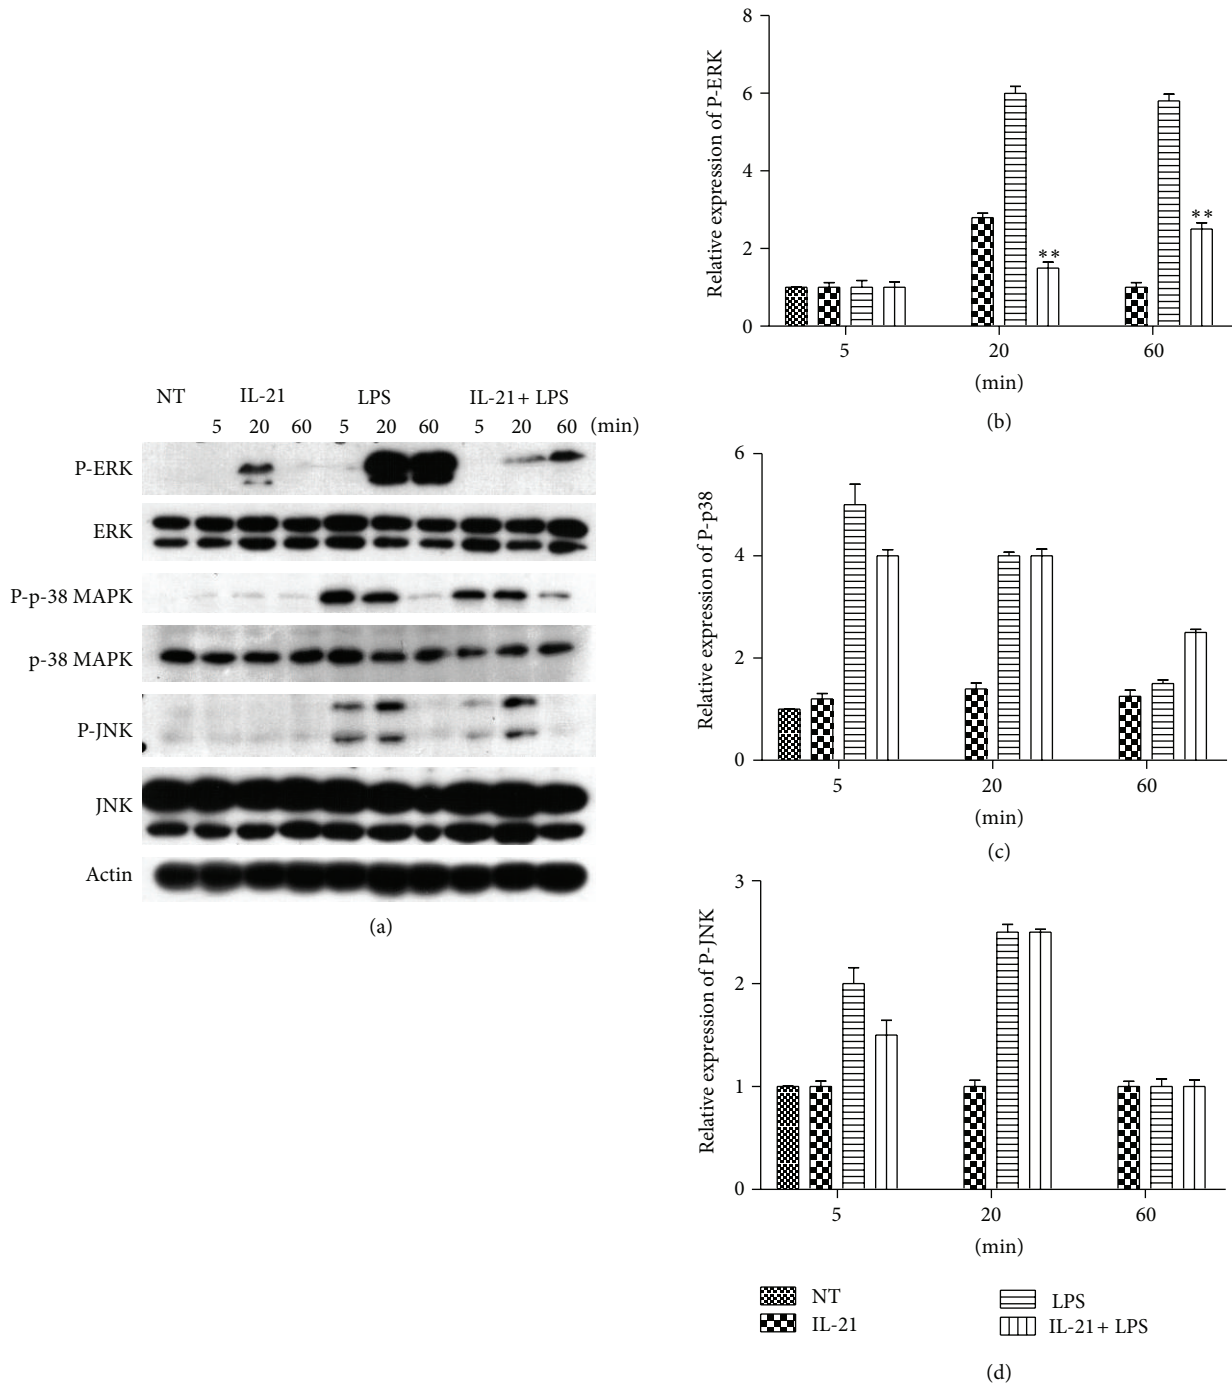 NT IL-21 LPS IL-21+ LPS
5 20 60 5 20 60 5 20 60 (min)
P-ERK
ERK
P-p-38 MAPK
p-38 MAPK
P-JNK
JNK
Actin
(a)
Relative expression of P-ERK
8
6
4
2
0
** **
5 20 60
(min)
(b)
Relative expression of P-p38
6
4
2
0
5 20 60
(min)
(c)
Relative expression of P-JNK
3
2
1
0
5 20 60
(min)
NT LPS
IL-21 IL-21+ LPS
(d)